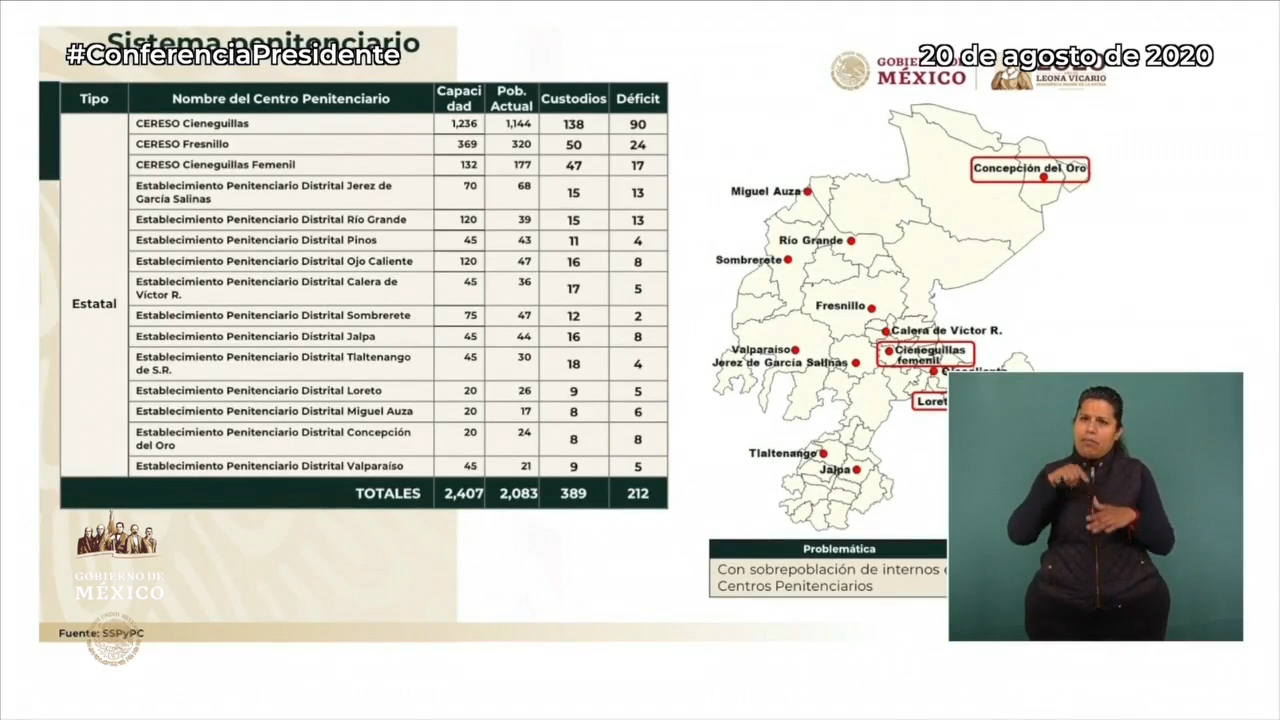 Sistema penitenciario
#ConferenciaPresidente
20 de agosto de 2020
GOBIERNO DE
MÉXICO
2020
LEONA VICARIO
Tipo Nombre del Centro Penitenciario Capaci dad Pob. Actual Custodios Déficit
Estatal
CERESO Cieneguillas 1,236 1,144 138 90
CERESO Fresnillo 369 320 50 24
CERESO Cieneguillas Femenil 132 177 47 17
Establecimiento Penitenciario Distrital Jerez de
García Salinas 70 68 15 13
Establecimiento Penitenciario Distrital Río Grande 120 39 15 13
Establecimiento Penitenciario Distrital Pinos 45 43 11 4
Establecimiento Penitenciario Distrital Ojo Caliente 120 47 16 8
Establecimiento Penitenciario Distrital Calera de
Víctor R. 45 36 17 5
Establecimiento Penitenciario Distrital Sombrerete 75 47 12 2
Establecimiento Penitenciario Distrital Jalpa 45 44 16 8
Establecimiento Penitenciario Distrital Tlaltenango
de S.R. 45 30 18 4
Establecimiento Penitenciario Distrital Loreto 20 26 9 5
Establecimiento Penitenciario Distrital Miguel Auza 20 17 8 6
Establecimiento Penitenciario Distrital Concepción
del Oro 20 24 8 8
Establecimiento Penitenciario Distrital Valparaíso 45 21 9 5
TOTALES 2,407 2,083 389 212
Concepción del Oro
Miguel Auza
Río Grande
Sombrerete
Fresnillo
Calera de Víctor R.
Valparaíso
Cieneguillas
femenil
Jerez de García Salinas
Loret
Tlaltenango
Jalpa
Problemática
Con sobrepoblación de internos
Centros Penitenciarios
GOBIERNO DE
MÉXICO
Fuente: SSPyPC